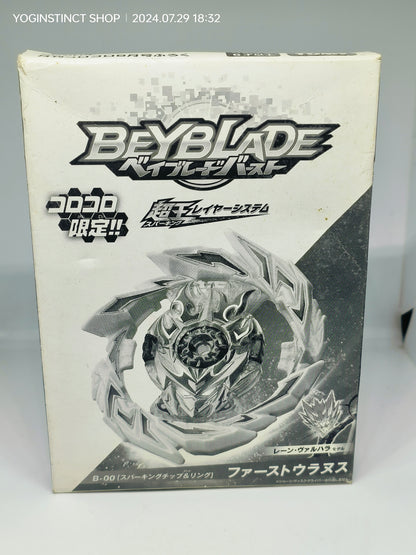 YOGINSTINCT SHOP | 2024.07.29 18:32
BEYBLADE
ベイブレードバースト
コロコロ
限定!!
超王レイヤーシステム
スパーキング
レーン・ヴァルハラモデル
B-00 [スパーキングチップ&リング]
ファーストウラヌス